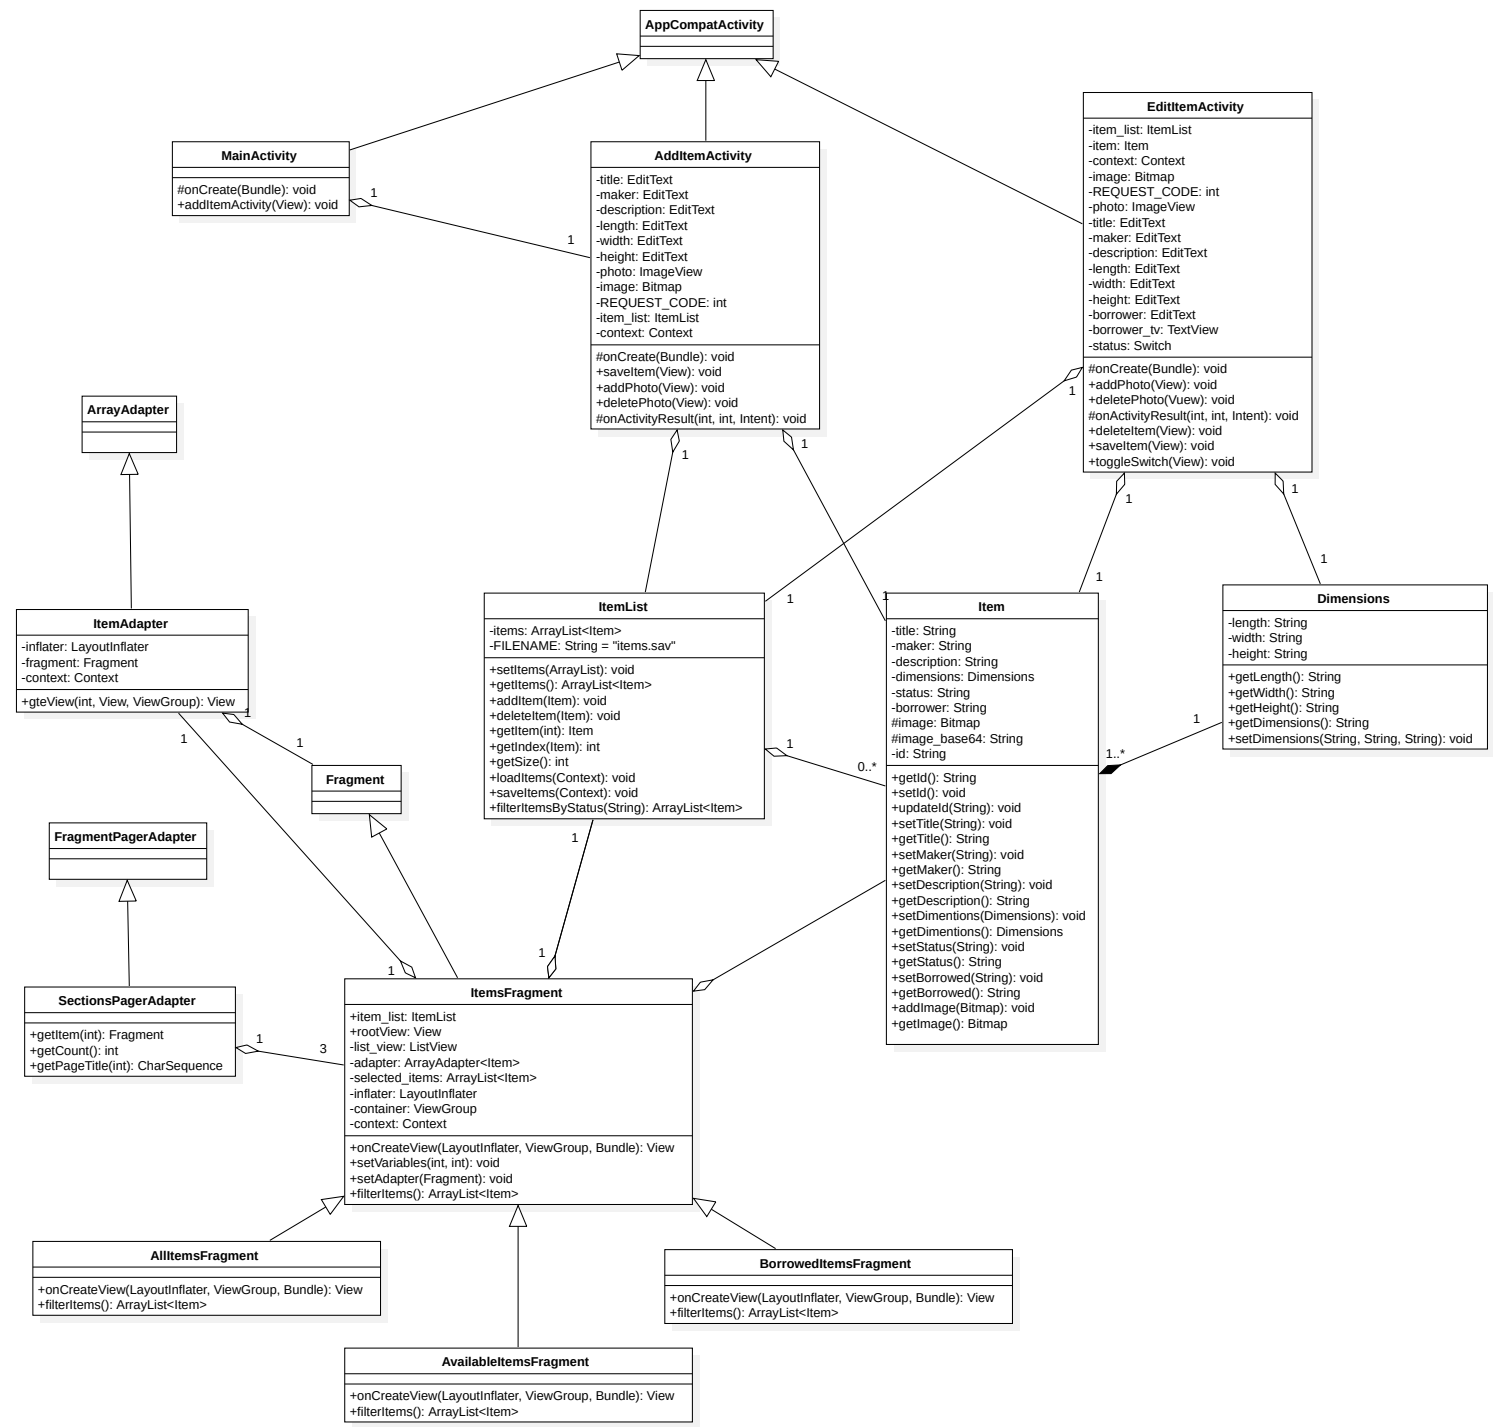 AppCompatActivity
MainActivity
#onCreate(Bundle): void
+addItemActivity(View): void
1
1
AddItemActivity
-title: EditText
-maker: EditText
-description: EditText
-length: EditText
-width: EditText
-height: EditText
-photo: ImageView
-image: Bitmap
-REQUEST_CODE: int
-item_list: ItemList
-context: Context
#onCreate(Bundle): void
+saveItem(View): void
+addPhoto(View): void
+deletePhoto(View): void
#onActivityResult(int, int, Intent): void
1
1
EditItemActivity
-item_list: ItemList
-item: Item
-context: Context
-image: Bitmap
-REQUEST_CODE: int
-photo: ImageView
-title: EditText
-maker: EditText
-description: EditText
-length: EditText
-width: EditText
-height: EditText
-borrower: EditText
-borrower_tv: TextView
-status: Switch
#onCreate(Bundle): void
+addPhoto(View): void
+deletePhoto(Vuew): void
#onActivityResult(int, int, Intent): void
+deleteItem(View): void
+saveItem(View): void
+toggleSwitch(View): void
1
1
1
ArrayAdapter
ItemAdapter
-inflater: LayoutInflater
-fragment: Fragment
-context: Context
+gteView(int, View, ViewGroup): View
1
1
1
Fragment
ItemList
-items: ArrayList<Item>
-FILENAME: String = "items.sav"
+setItems(ArrayList): void
+getItems(): ArrayList<Item>
+addItem(Item): void
+deleteItem(Item): void
+getItem(int): Item
+getIndex(Item): int
+getSize(): int
+loadItems(Context): void
+saveItems(Context): void
+filterItemsByStatus(String): ArrayList<Item>
1
1
0..*
1
1
1
Item
-title: String
-maker: String
-description: String
-dimensions: Dimensions
-status: String
-borrower: String
#image: Bitmap
#image_base64: String
-id: String
+getId(): String
+setId(): void
+updateId(String): void
+setTitle(String): void
+getTitle(): String
+setMaker(String): void
+getMaker(): String
+setDescription(String): void
+getDescription(): String
+setDimentions(Dimensions): void
+getDimentions(): Dimensions
+setStatus(String): void
+getStatus(): String
+setBorrowed(String): void
+getBorrowed(): String
+addImage(Bitmap): void
+getImage(): Bitmap
1
Dimensions
-length: String
-width: String
-height: String
+getLength(): String
+getWidth(): String
+getHeight(): String
+getDimensions(): String
+setDimensions(String, String, String): void
1
1..*
FragmentPagerAdapter
SectionsPagerAdapter
+getItem(int): Fragment
+getCount(): int
+getPageTitle(int): CharSequence
1
3
1
1
ItemsFragment
+item_list: ItemList
+rootView: View
-list_view: ListView
-adapter: ArrayAdapter<Item>
-selected_items: ArrayList<Item>
-inflater: LayoutInflater
-container: ViewGroup
-context: Context
+onCreateView(LayoutInflater, ViewGroup, Bundle): View
+setVariables(int, int): void
+setAdapter(Fragment): void
+filterItems(): ArrayList<Item>
AllItemsFragment
+onCreateView(LayoutInflater, ViewGroup, Bundle): View
+filterItems(): ArrayList<Item>
BorrowedItemsFragment
+onCreateView(LayoutInflater, ViewGroup, Bundle): View
+filterItems(): ArrayList<Item>
AvailableItemsFragment
+onCreateView(LayoutInflater, ViewGroup, Bundle): View
+filterItems(): ArrayList<Item>